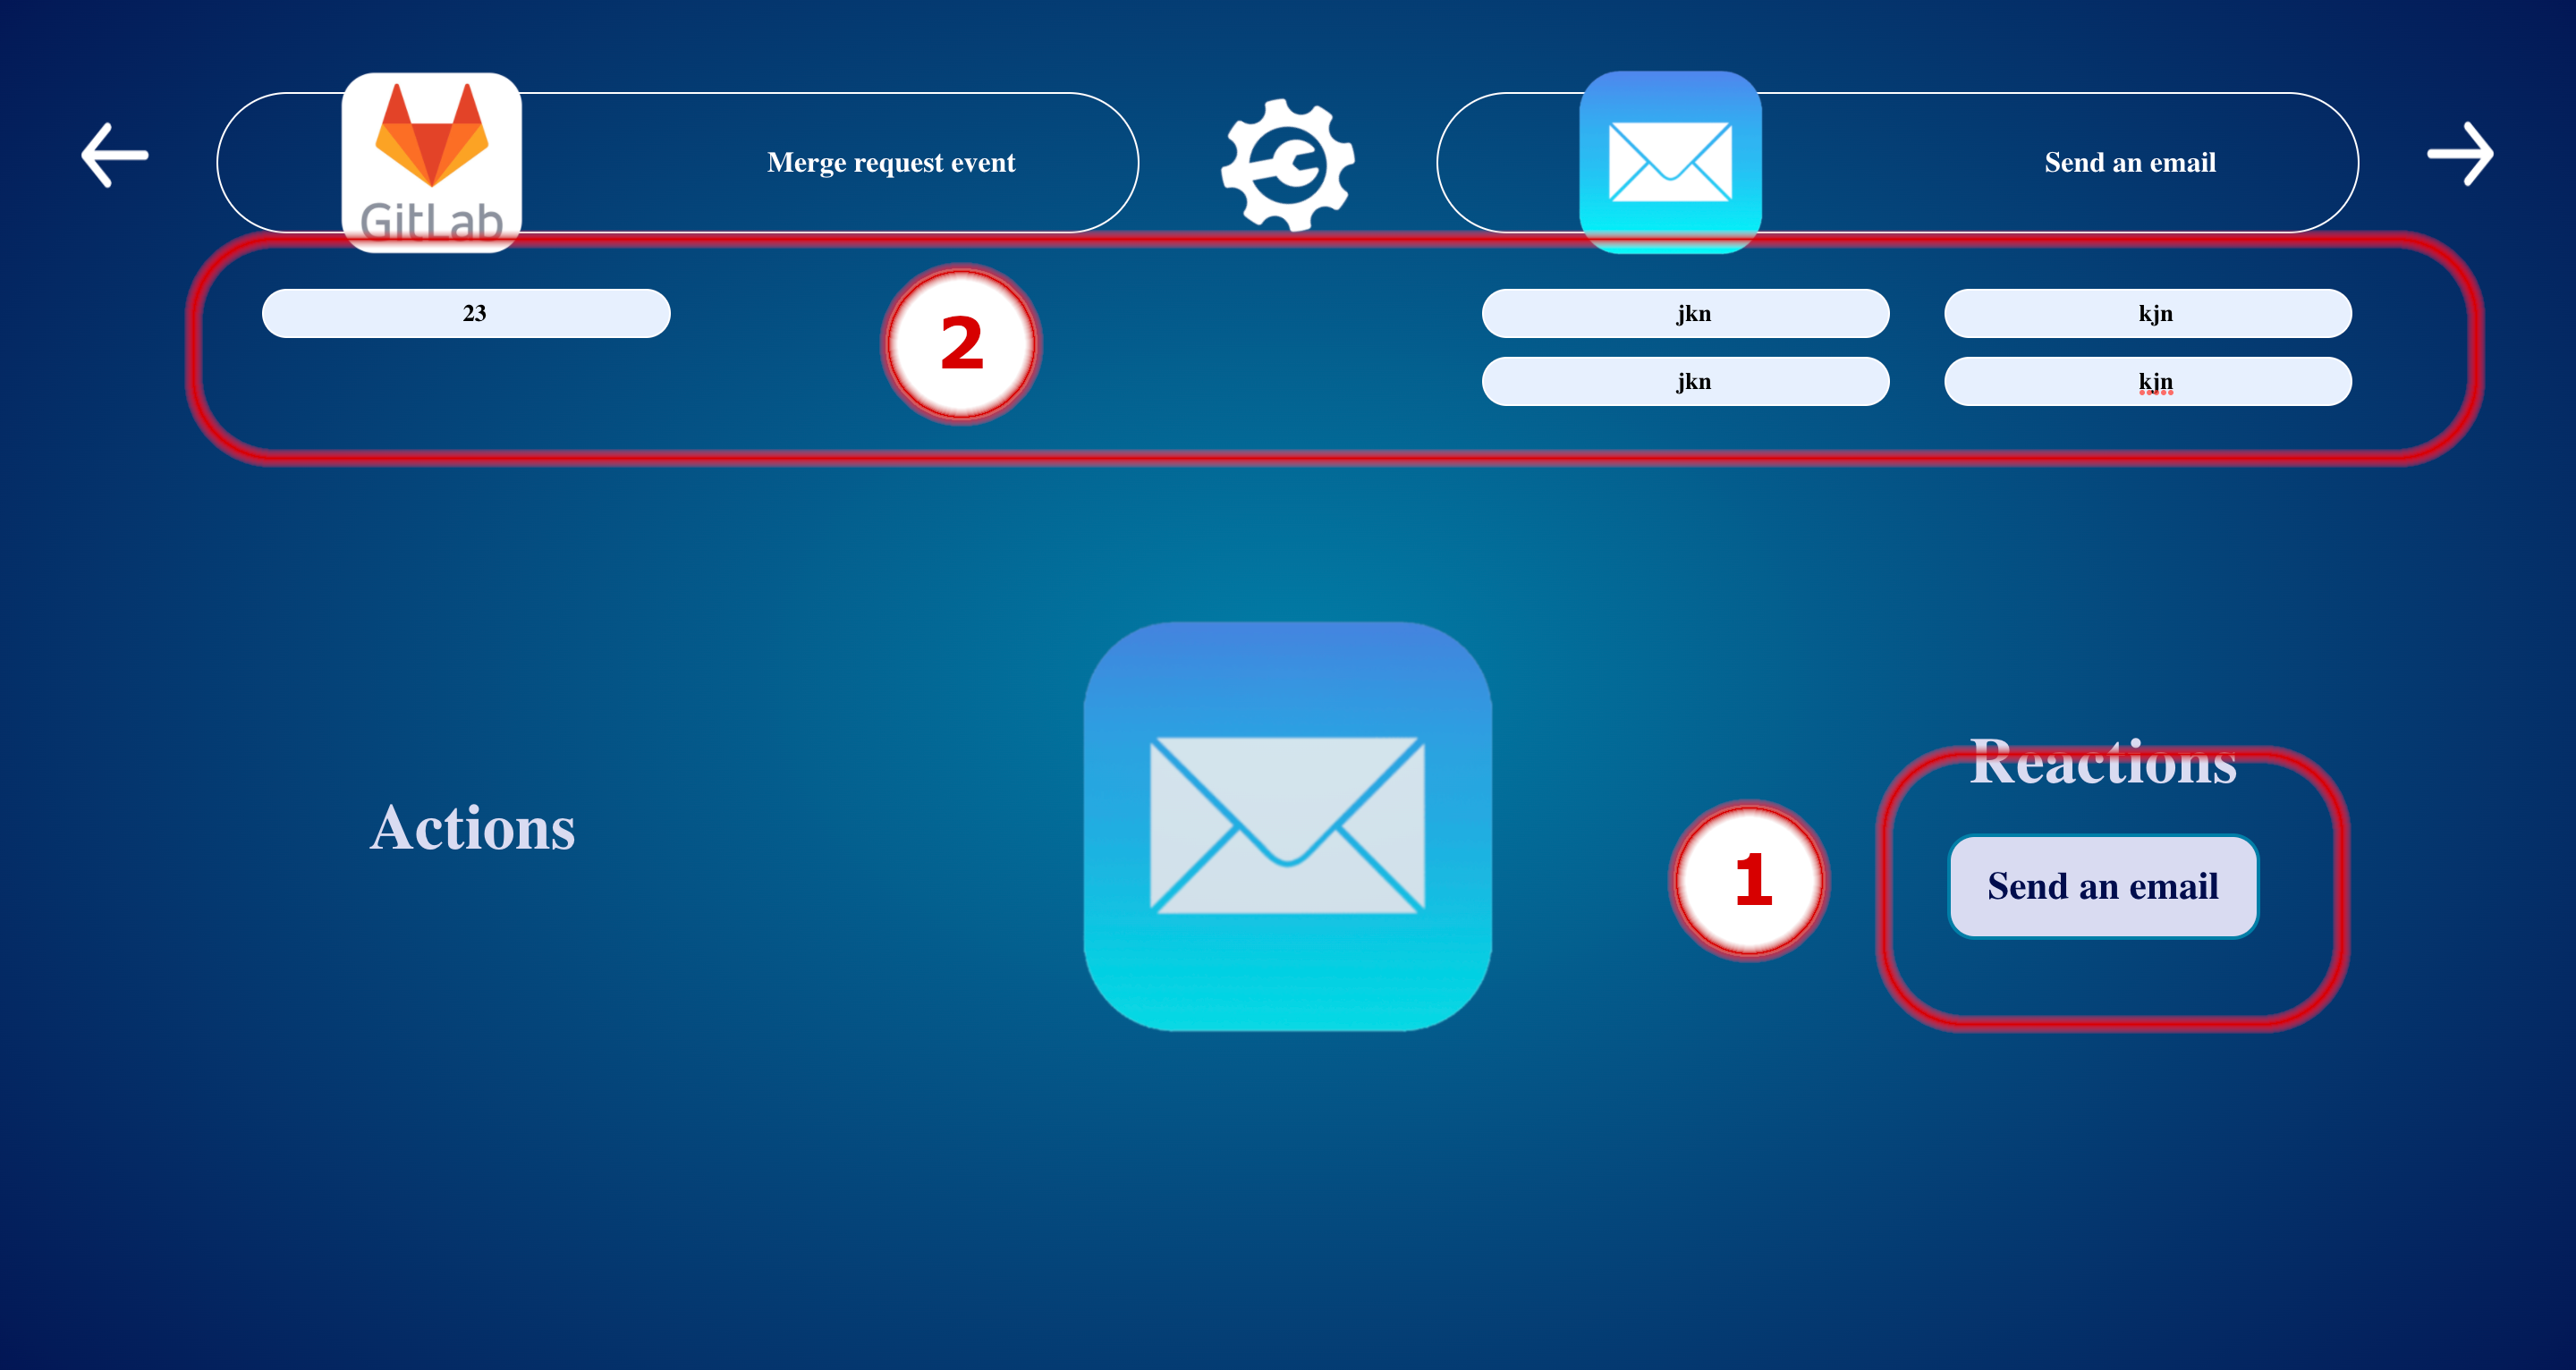 GitLab
Merge request event
Send an email
23
2
jkn
kjn
jkn
kjn
Actions
1
Reactions
Send an email